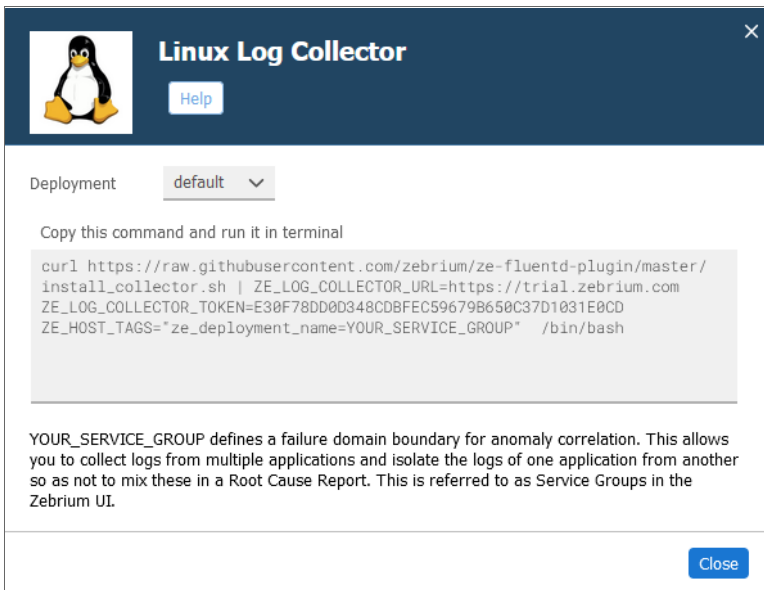 Linux Log Collector
Help
Deployment
default
Copy this command and run it in terminal
curl https://raw.githubusercontent.com/zebrium/ze-fluentd-plugin/master/
install_collector.sh | ZE_LOG_COLLECTOR_URL=https://trial.zebrium.com
ZE_LOG_COLLECTOR_TOKEN=E30F78DD0D348CDBFEC59679B650C37D1031E0CD
ZE_HOST_TAGS="ze_deployment_name=YOUR_SERVICE_GROUP"  /bin/bash
YOUR_SERVICE_GROUP defines a failure domain boundary for anomaly correlation. This allows
you to collect logs from multiple applications and isolate the logs of one application from another
so as not to mix these in a Root Cause Report. This is referred to as Service Groups in the
Zebrium UI.
Close